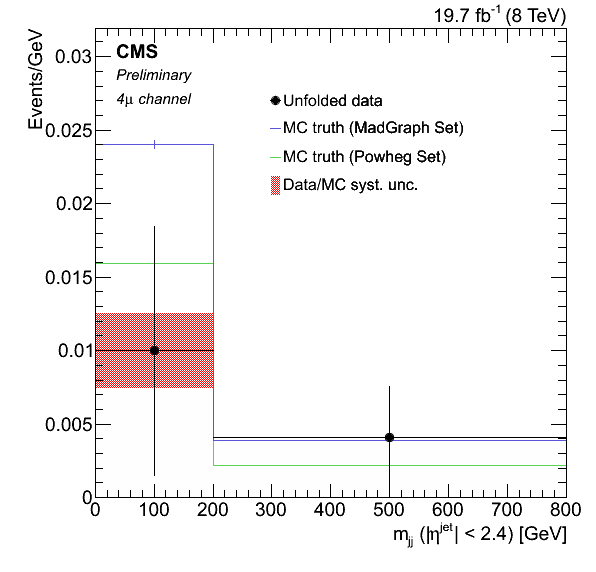 19.7 fb⁻¹ (8 TeV)
Events/GeV
CMS
Preliminary
4μ channel
Unfolded data
MC truth (MadGraph Set)
MC truth (Powheg Set)
Data/MC syst. unc.
0.03
0.025
0.02
0.015
0.01
0.005
0
0 100 200 300 400 500 600 700 800
m_jj (|η^jet| < 2.4) [GeV]